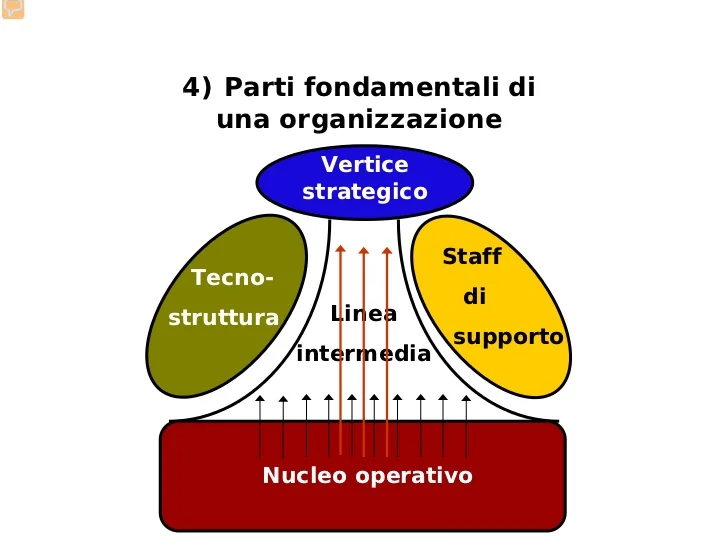 4) Parti fondamentali di
una organizzazione
Vertice
strategico
Tecno-
struttura
Staff
di
supporto
Linea
intermedia
Nucleo operativo